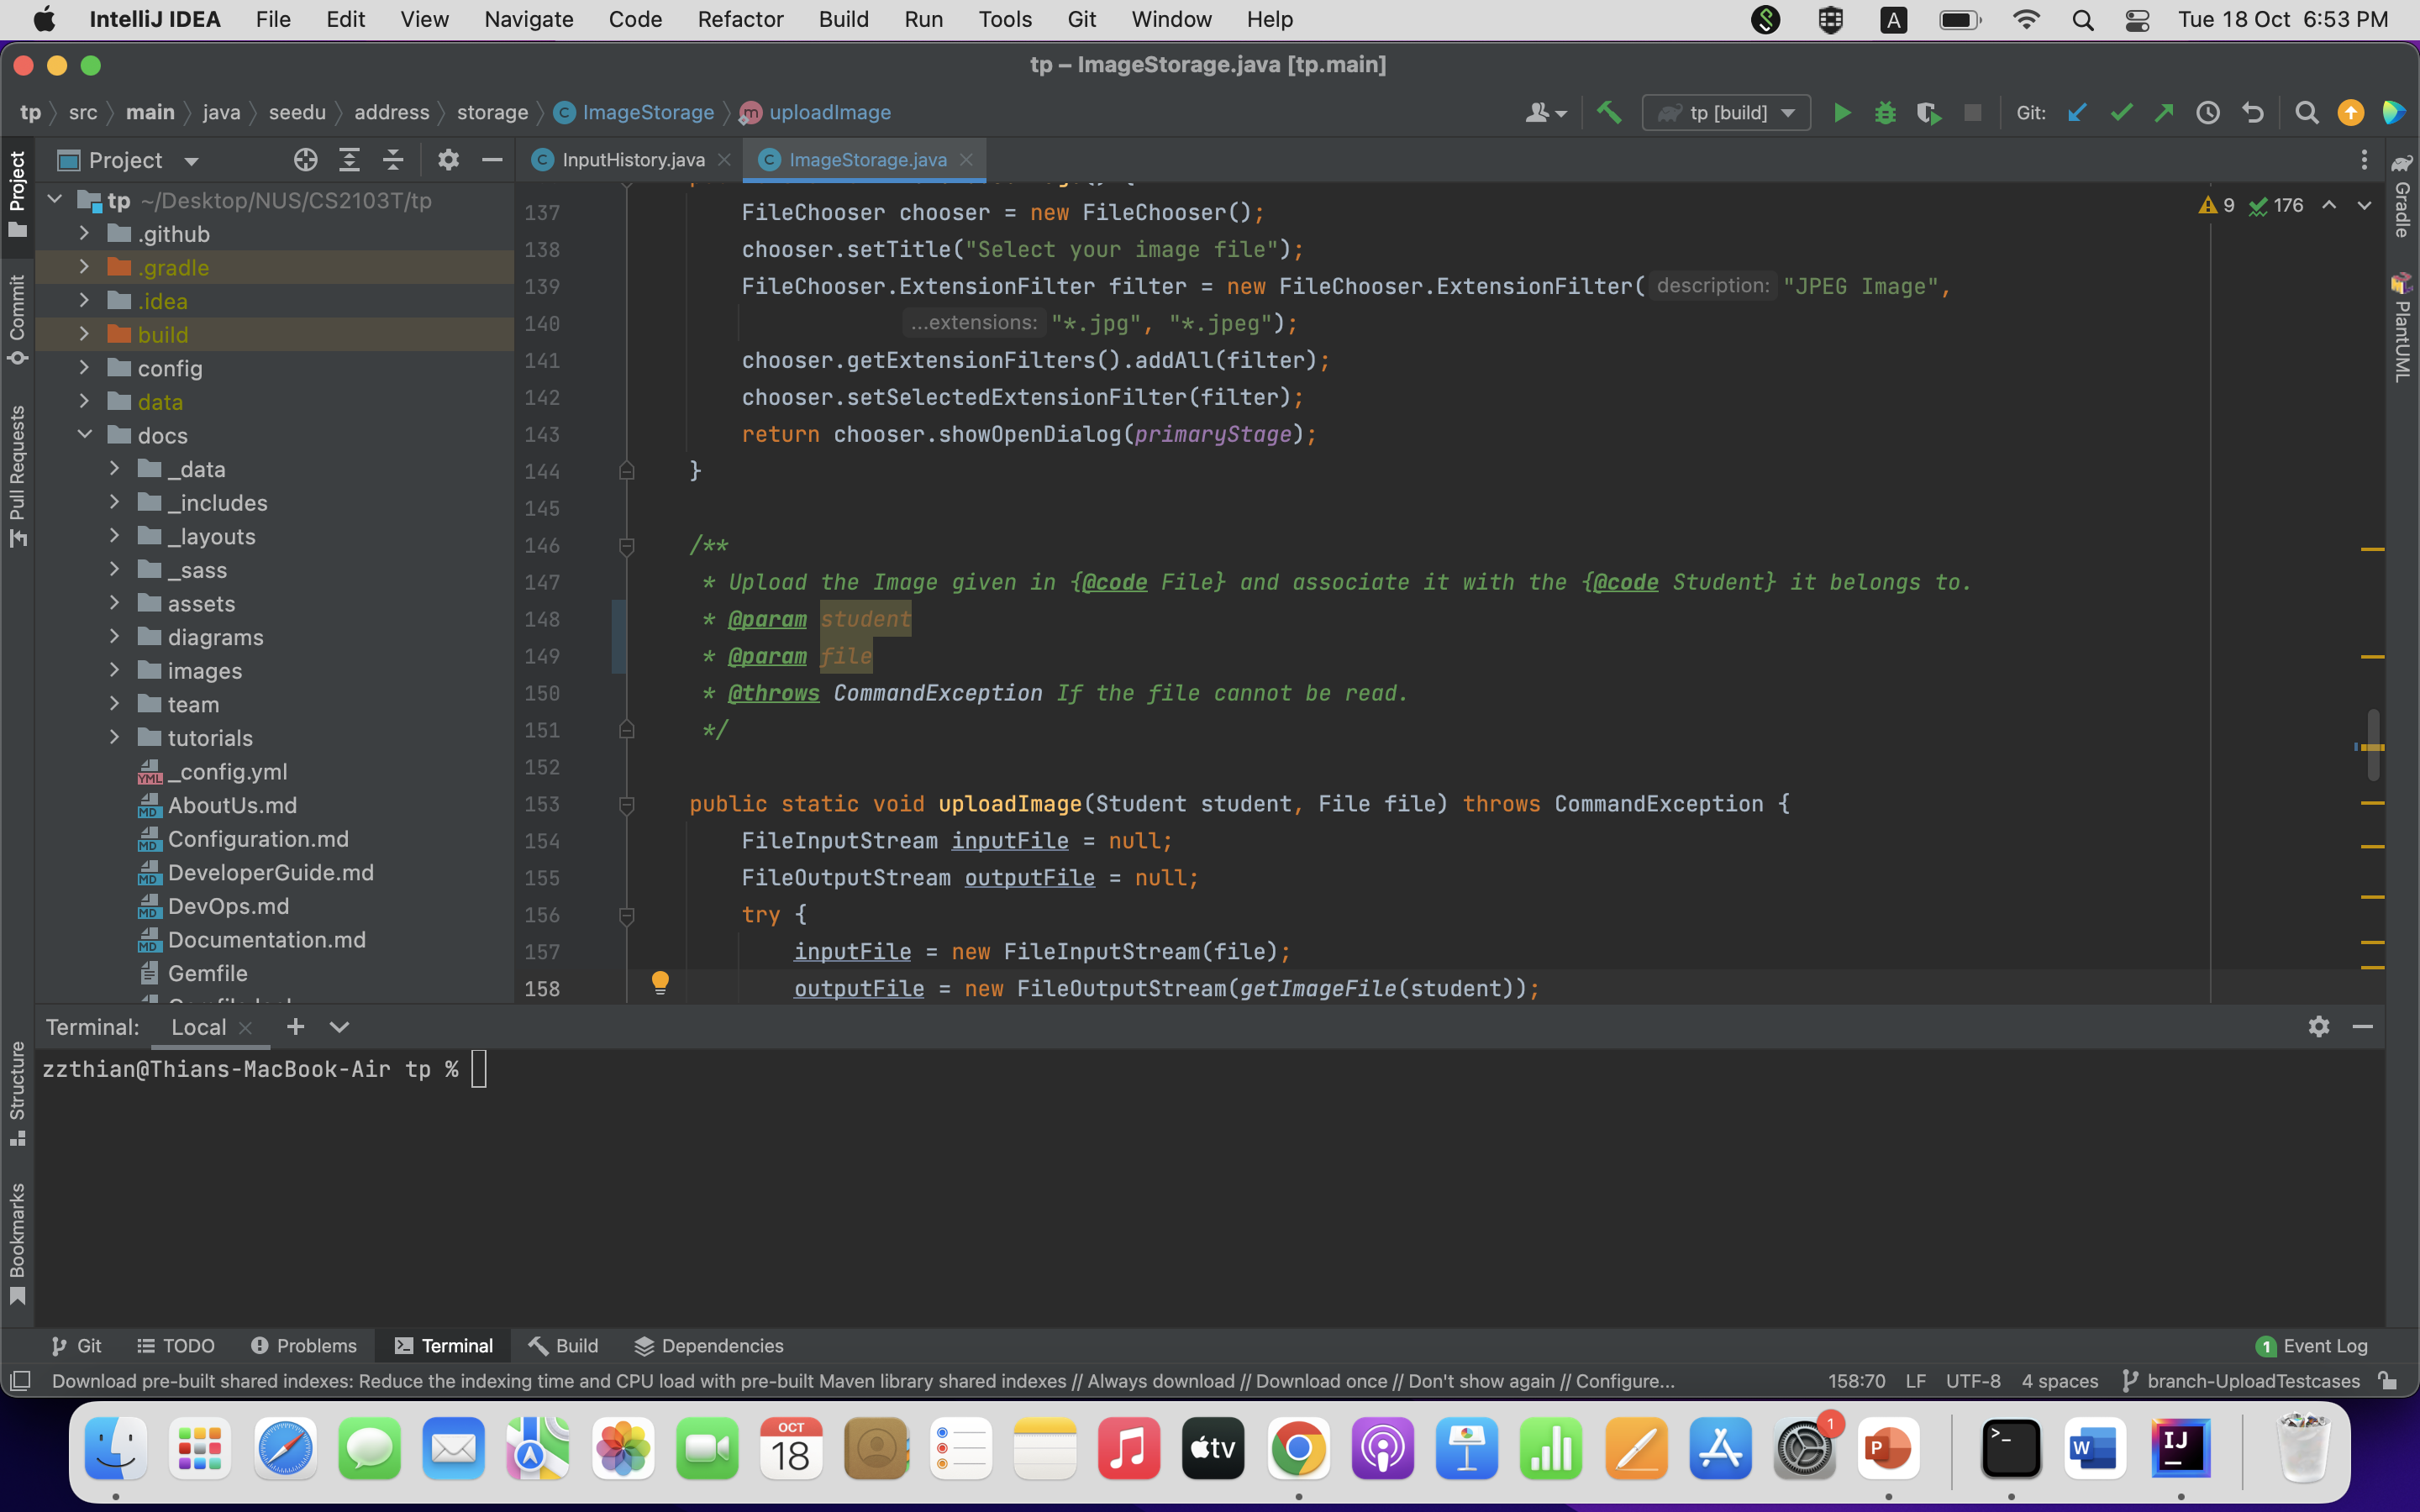 IntelliJ IDEA File Edit View Navigate Code Refactor Build Run Tools Git Window Help A Tue 18 Oct 6:53 PM
tp – ImageStorage.java [tp.main]
tp src main java seedu address storage C ImageStorage m uploadImage tp [build] Git:
Project
C InputHistory.java
C ImageStorage.java
Project
Commit
Pull Requests
Structure
Bookmarks
Gradle
PlantUML
tp ~/Desktop/NUS/CS2103T/tp
.github
.gradle
.idea
build
config
data
docs
_data
_includes
_layouts
_sass
assets
diagrams
images
team
tutorials
YML _config.yml
MD AboutUs.md
MD Configuration.md
MD DeveloperGuide.md
MD DevOps.md
MD Documentation.md
Gemfile
9 176
137 FileChooser chooser = new FileChooser();
138 chooser.setTitle("Select your image file");
139 FileChooser.ExtensionFilter filter = new FileChooser.ExtensionFilter( description: "JPEG Image",
140 ...extensions: "*.jpg", "*.jpeg");
141 chooser.getExtensionFilters().addAll(filter);
142 chooser.setSelectedExtensionFilter(filter);
143 return chooser.showOpenDialog(primaryStage);
144 }
145
146 /**
147 * Upload the Image given in {@code File} and associate it with the {@code Student} it belongs to.
148 * @param student
149 * @param file
150 * @throws CommandException If the file cannot be read.
151 */
152
153 public static void uploadImage(Student student, File file) throws CommandException {
154 FileInputStream inputFile = null;
155 FileOutputStream outputFile = null;
156 try {
157 inputFile = new FileInputStream(file);
158 outputFile = new FileOutputStream(getImageFile(student));
Terminal: Local
zzthian@Thians-MacBook-Air tp %
Git TODO Problems Terminal Build Dependencies 1 Event Log
Download pre-built shared indexes: Reduce the indexing time and CPU load with pre-built Maven library shared indexes // Always download // Download once // Don't show again // Configure... 158:70 LF UTF-8 4 spaces branch-UploadTestcases
OCT
18
tv
1
P
>_
W
IJ